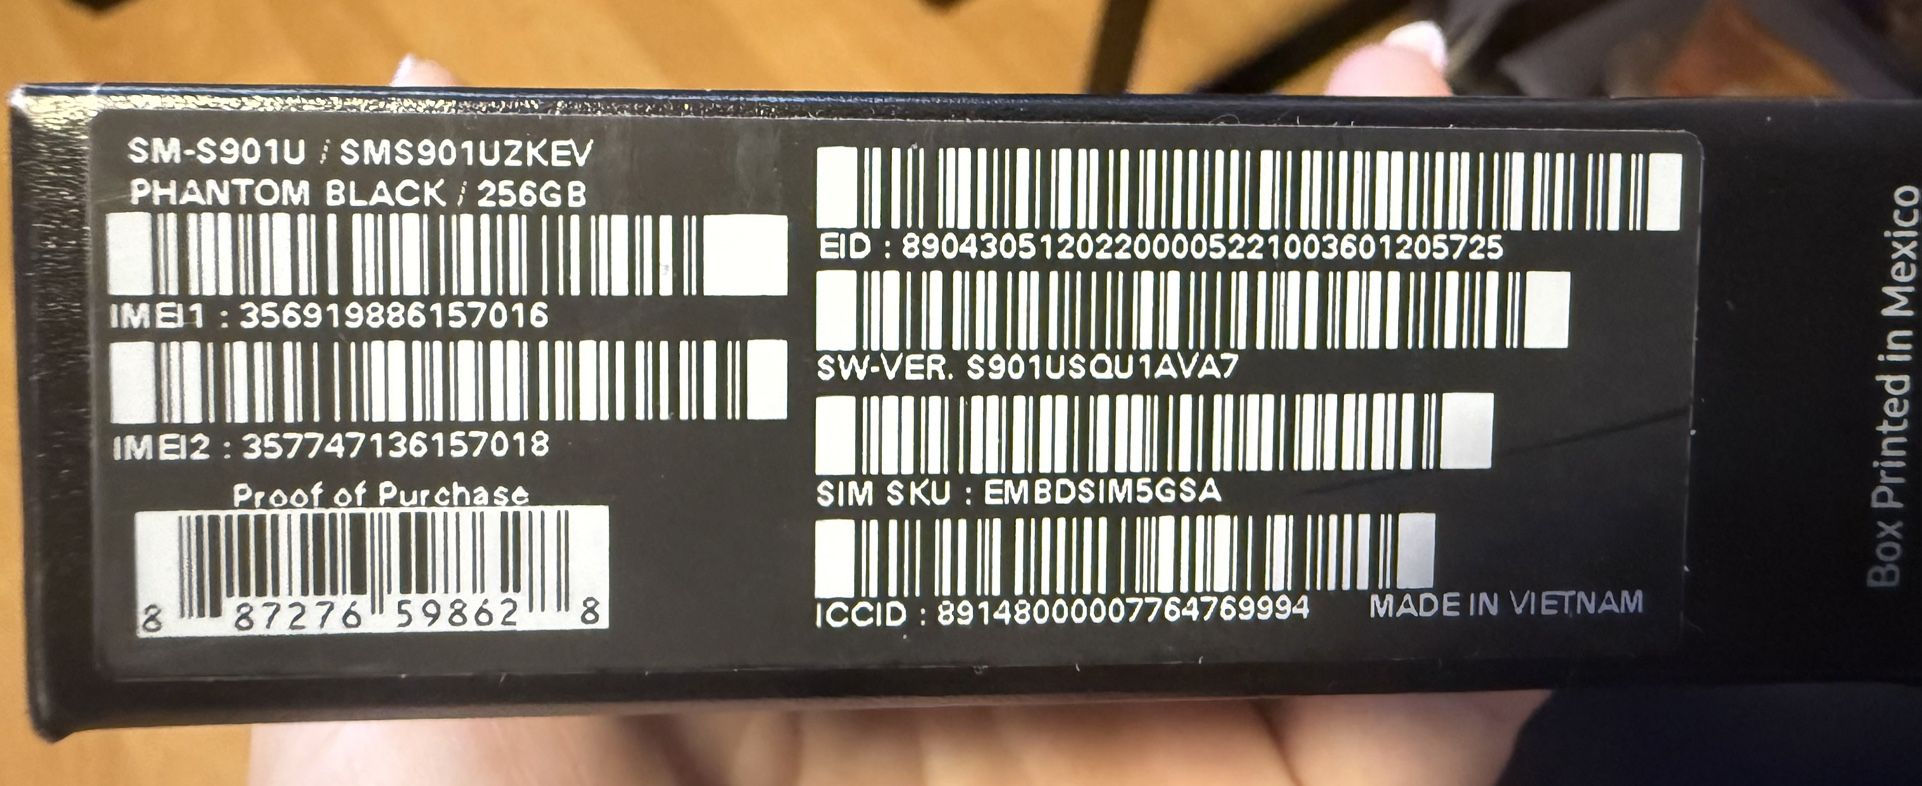 SM-S901U / SMS901UZKEV
PHANTOM BLACK / 256GB
IMEI1 : 356919886157016
IMEI2 : 357747136157018
Proof of Purchase
8 87276 59862 8
EID : 89043051202200005221003601205725
SW-VER. S901USQU1AVA7
SIM SKU : EMBDSIM5GSA
ICCID : 89148000007764769994
MADE IN VIETNAM
Box Printed in Mexico